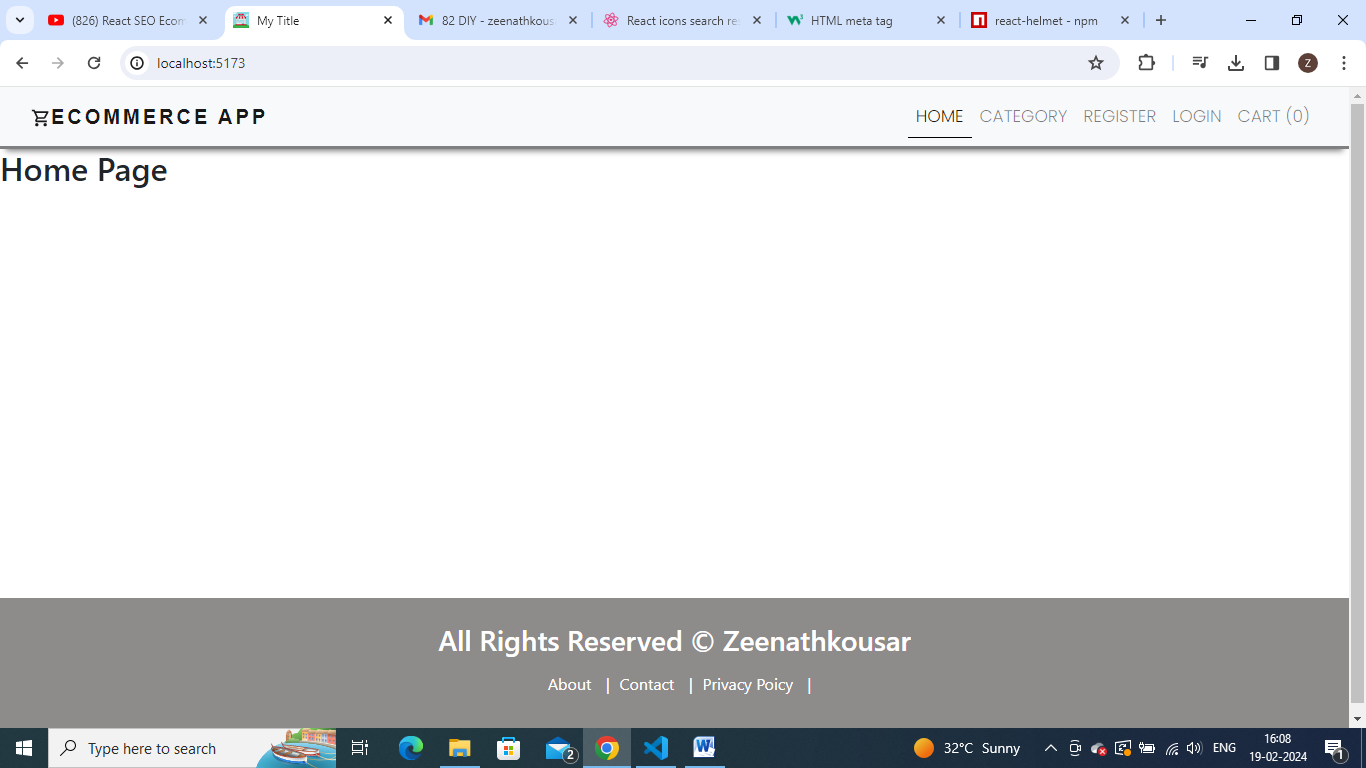 (826) React SEO Ecom
My Title
82 DIY - zeenathkous
React icons search re
HTML meta tag
react-helmet - npm
localhost:5173
Z
ECOMMERCE APP
HOME
CATEGORY
REGISTER
LOGIN
CART (0)
Home Page
All Rights Reserved © Zeenathkousar
About | Contact | Privacy Poicy |
Type here to search
2
32°C Sunny
ENG
16:08
19-02-2024
1